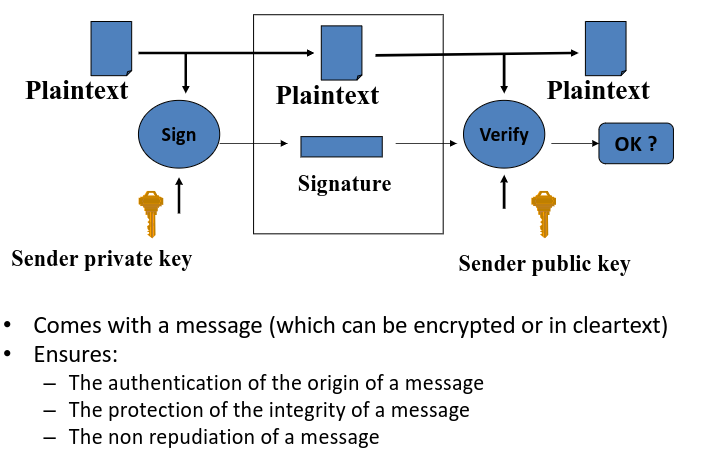 Plaintext
Plaintext
Plaintext
Sign
Verify
OK ?
Signature
Sender private key
Sender public key
• Comes with a message (which can be encrypted or in cleartext)
• Ensures:
– The authentication of the origin of a message
– The protection of the integrity of a message
– The non repudiation of a message